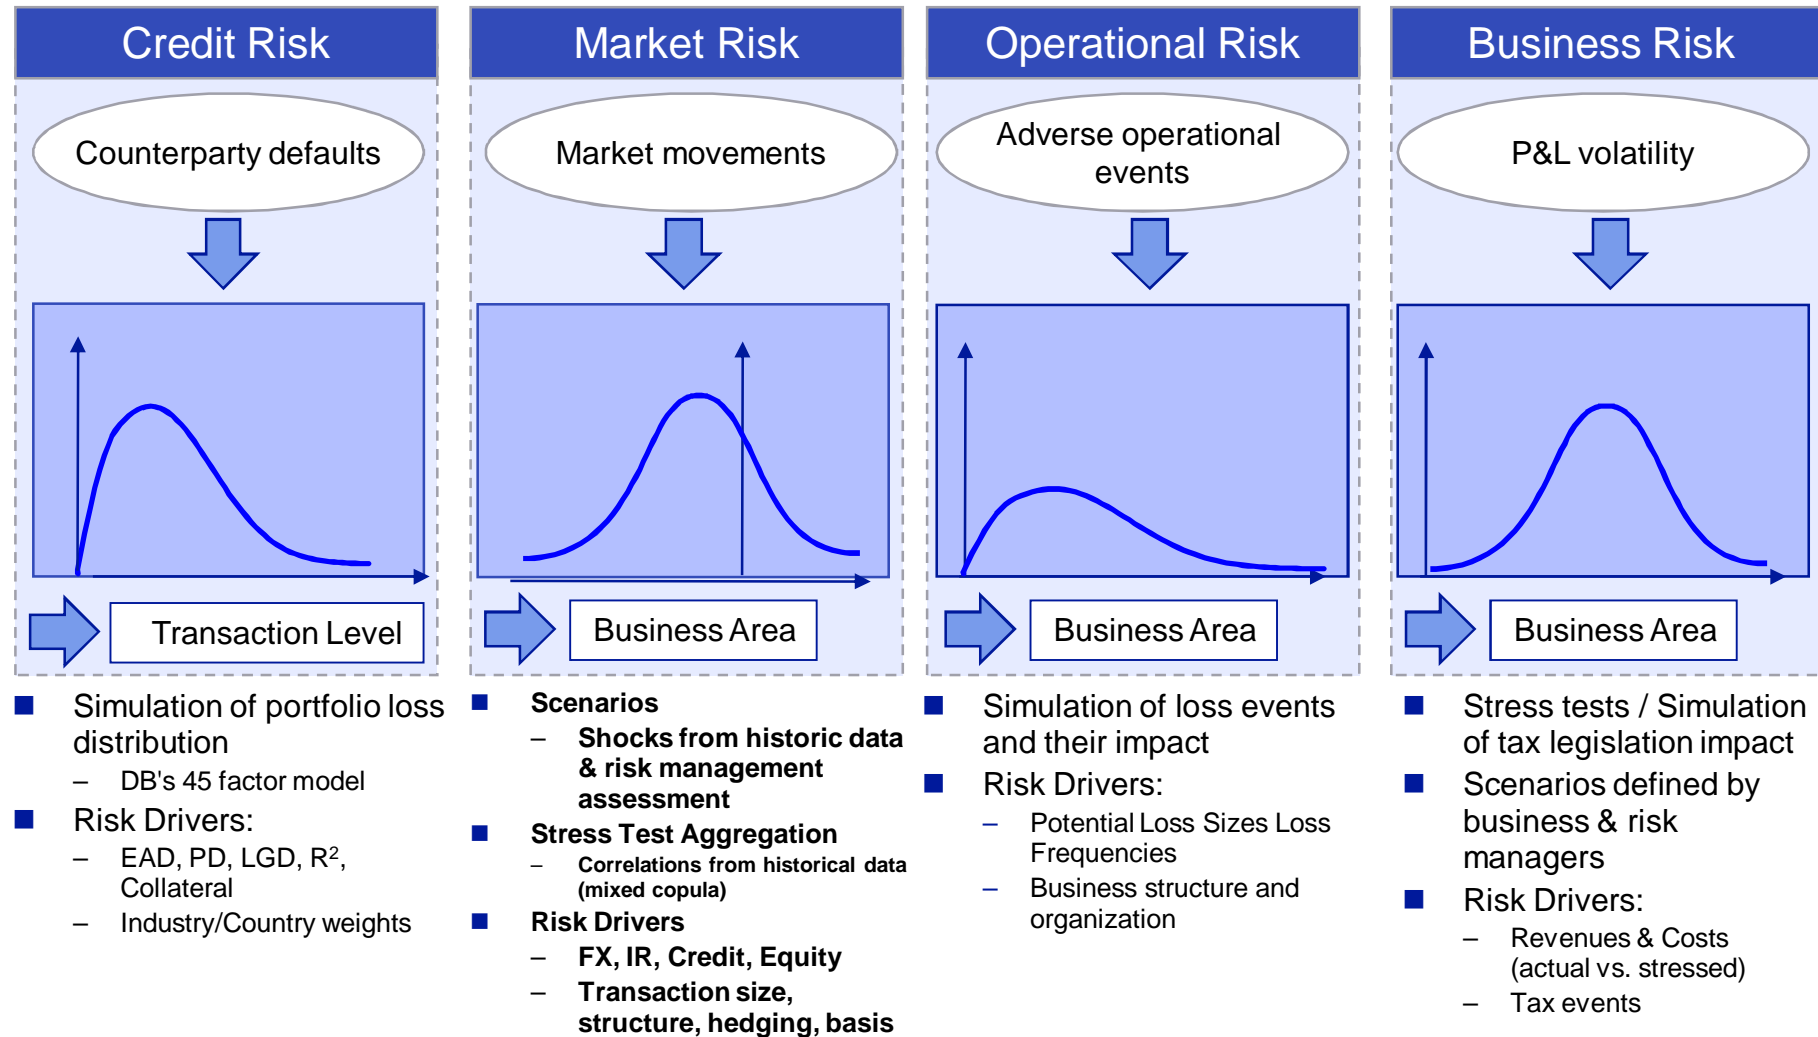 Credit Risk
Counterparty defaults
Transaction Level
■ Simulation of portfolio loss
distribution
– DB's 45 factor model
■ Risk Drivers:
– EAD, PD, LGD, R²,
Collateral
– Industry/Country weights
Market Risk
Market movements
Business Area
■ Scenarios
– Shocks from historic data
& risk management
assessment
■ Stress Test Aggregation
– Correlations from historical data
(mixed copula)
■ Risk Drivers
– FX, IR, Credit, Equity
– Transaction size,
structure, hedging, basis
Operational Risk
Adverse operational
events
Business Area
■ Simulation of loss events
and their impact
■ Risk Drivers:
– Potential Loss Sizes Loss
Frequencies
– Business structure and
organization
Business Risk
P&L volatility
Business Area
■ Stress tests / Simulation
of tax legislation impact
■ Scenarios defined by
business & risk
managers
■ Risk Drivers:
– Revenues & Costs
(actual vs. stressed)
– Tax events